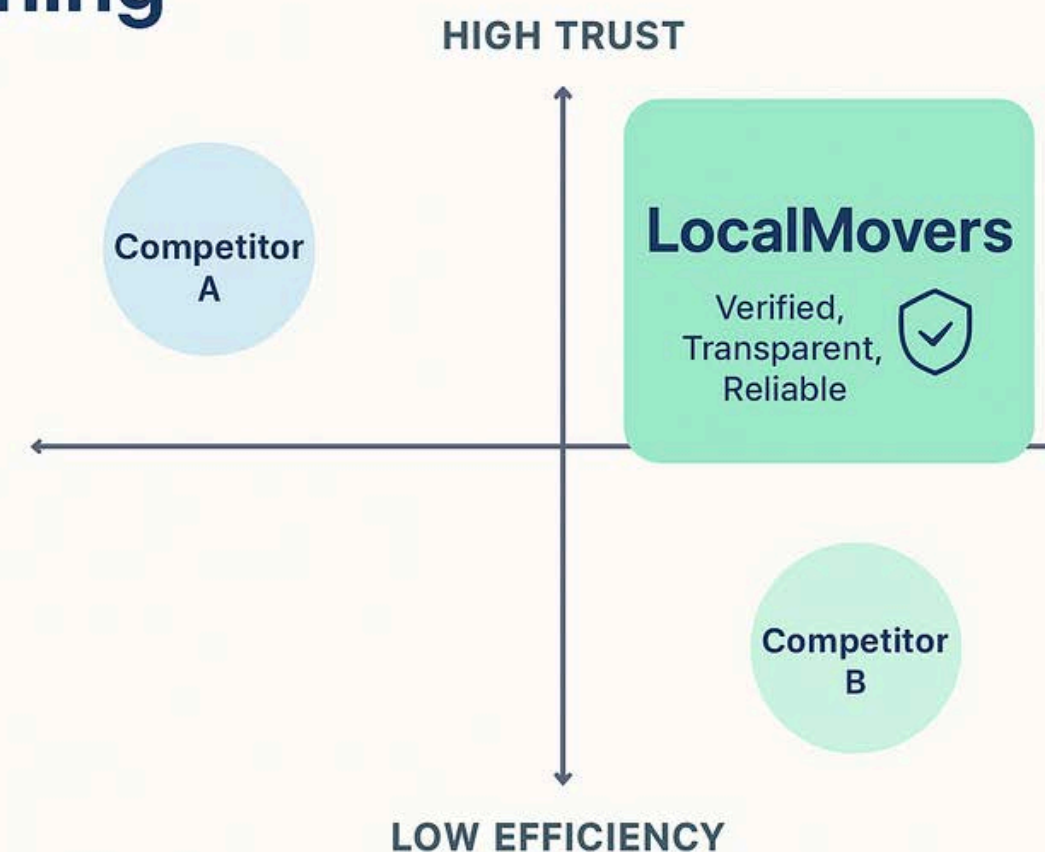 HIGH TRUST
Competitor
A
LocalMovers
Verified,
Transparent,
Reliable
Competitor
B
LOW EFFICIENCY